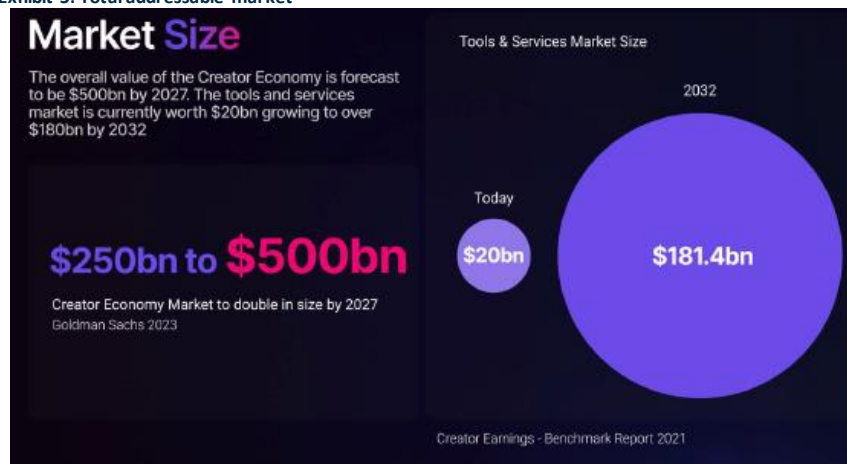 Market Size
The overall value of the Creator Economy is forecast
to be $500bn by 2027. The tools and services
market is currently worth $20bn growing to over
$180bn by 2032
$250bn to $500bn
Creator Economy Market to double in size by 2027
Goldman Sachs 2023
Tools & Services Market Size
2032
Today
$20bn
$181.4bn
Creator Earnings - Benchmark Report 2021